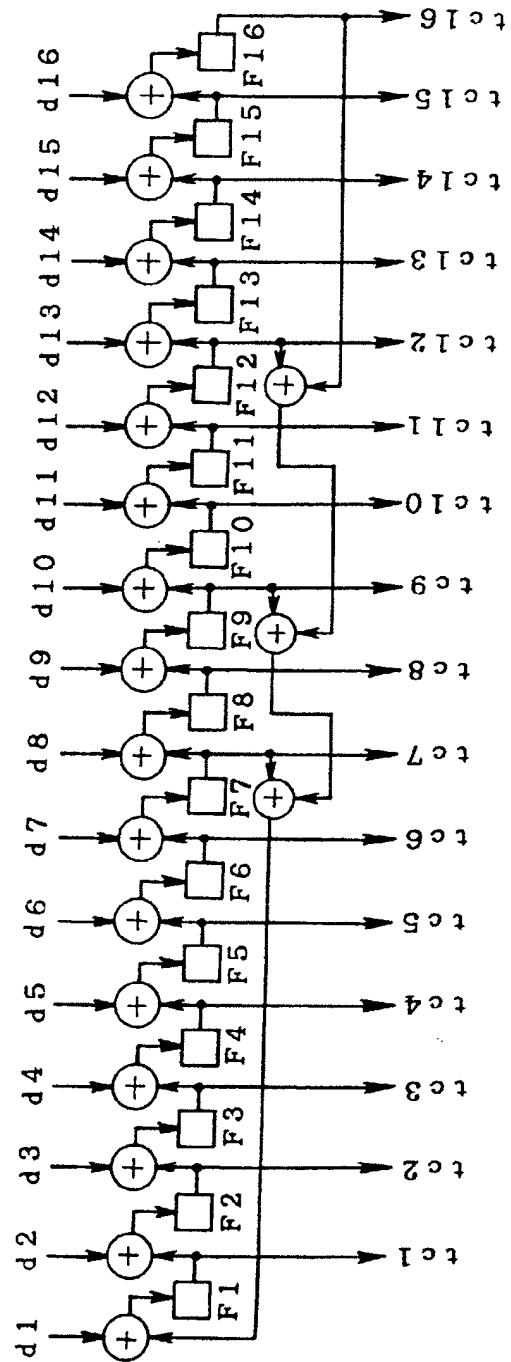 d16
d15
d14
d13
d12
d11
d10
d9
d8
d7
d6
d5
d4
d3
d2
d1
F16
F15
F14
F13
F12
F11
F10
F9
F8
F7
F6
F5
F4
F3
F2
F1
tc16
tc15
tc14
tc13
tc12
tc11
tc10
tc9
tc8
tc7
tc6
tc5
tc4
tc3
tc2
tc1